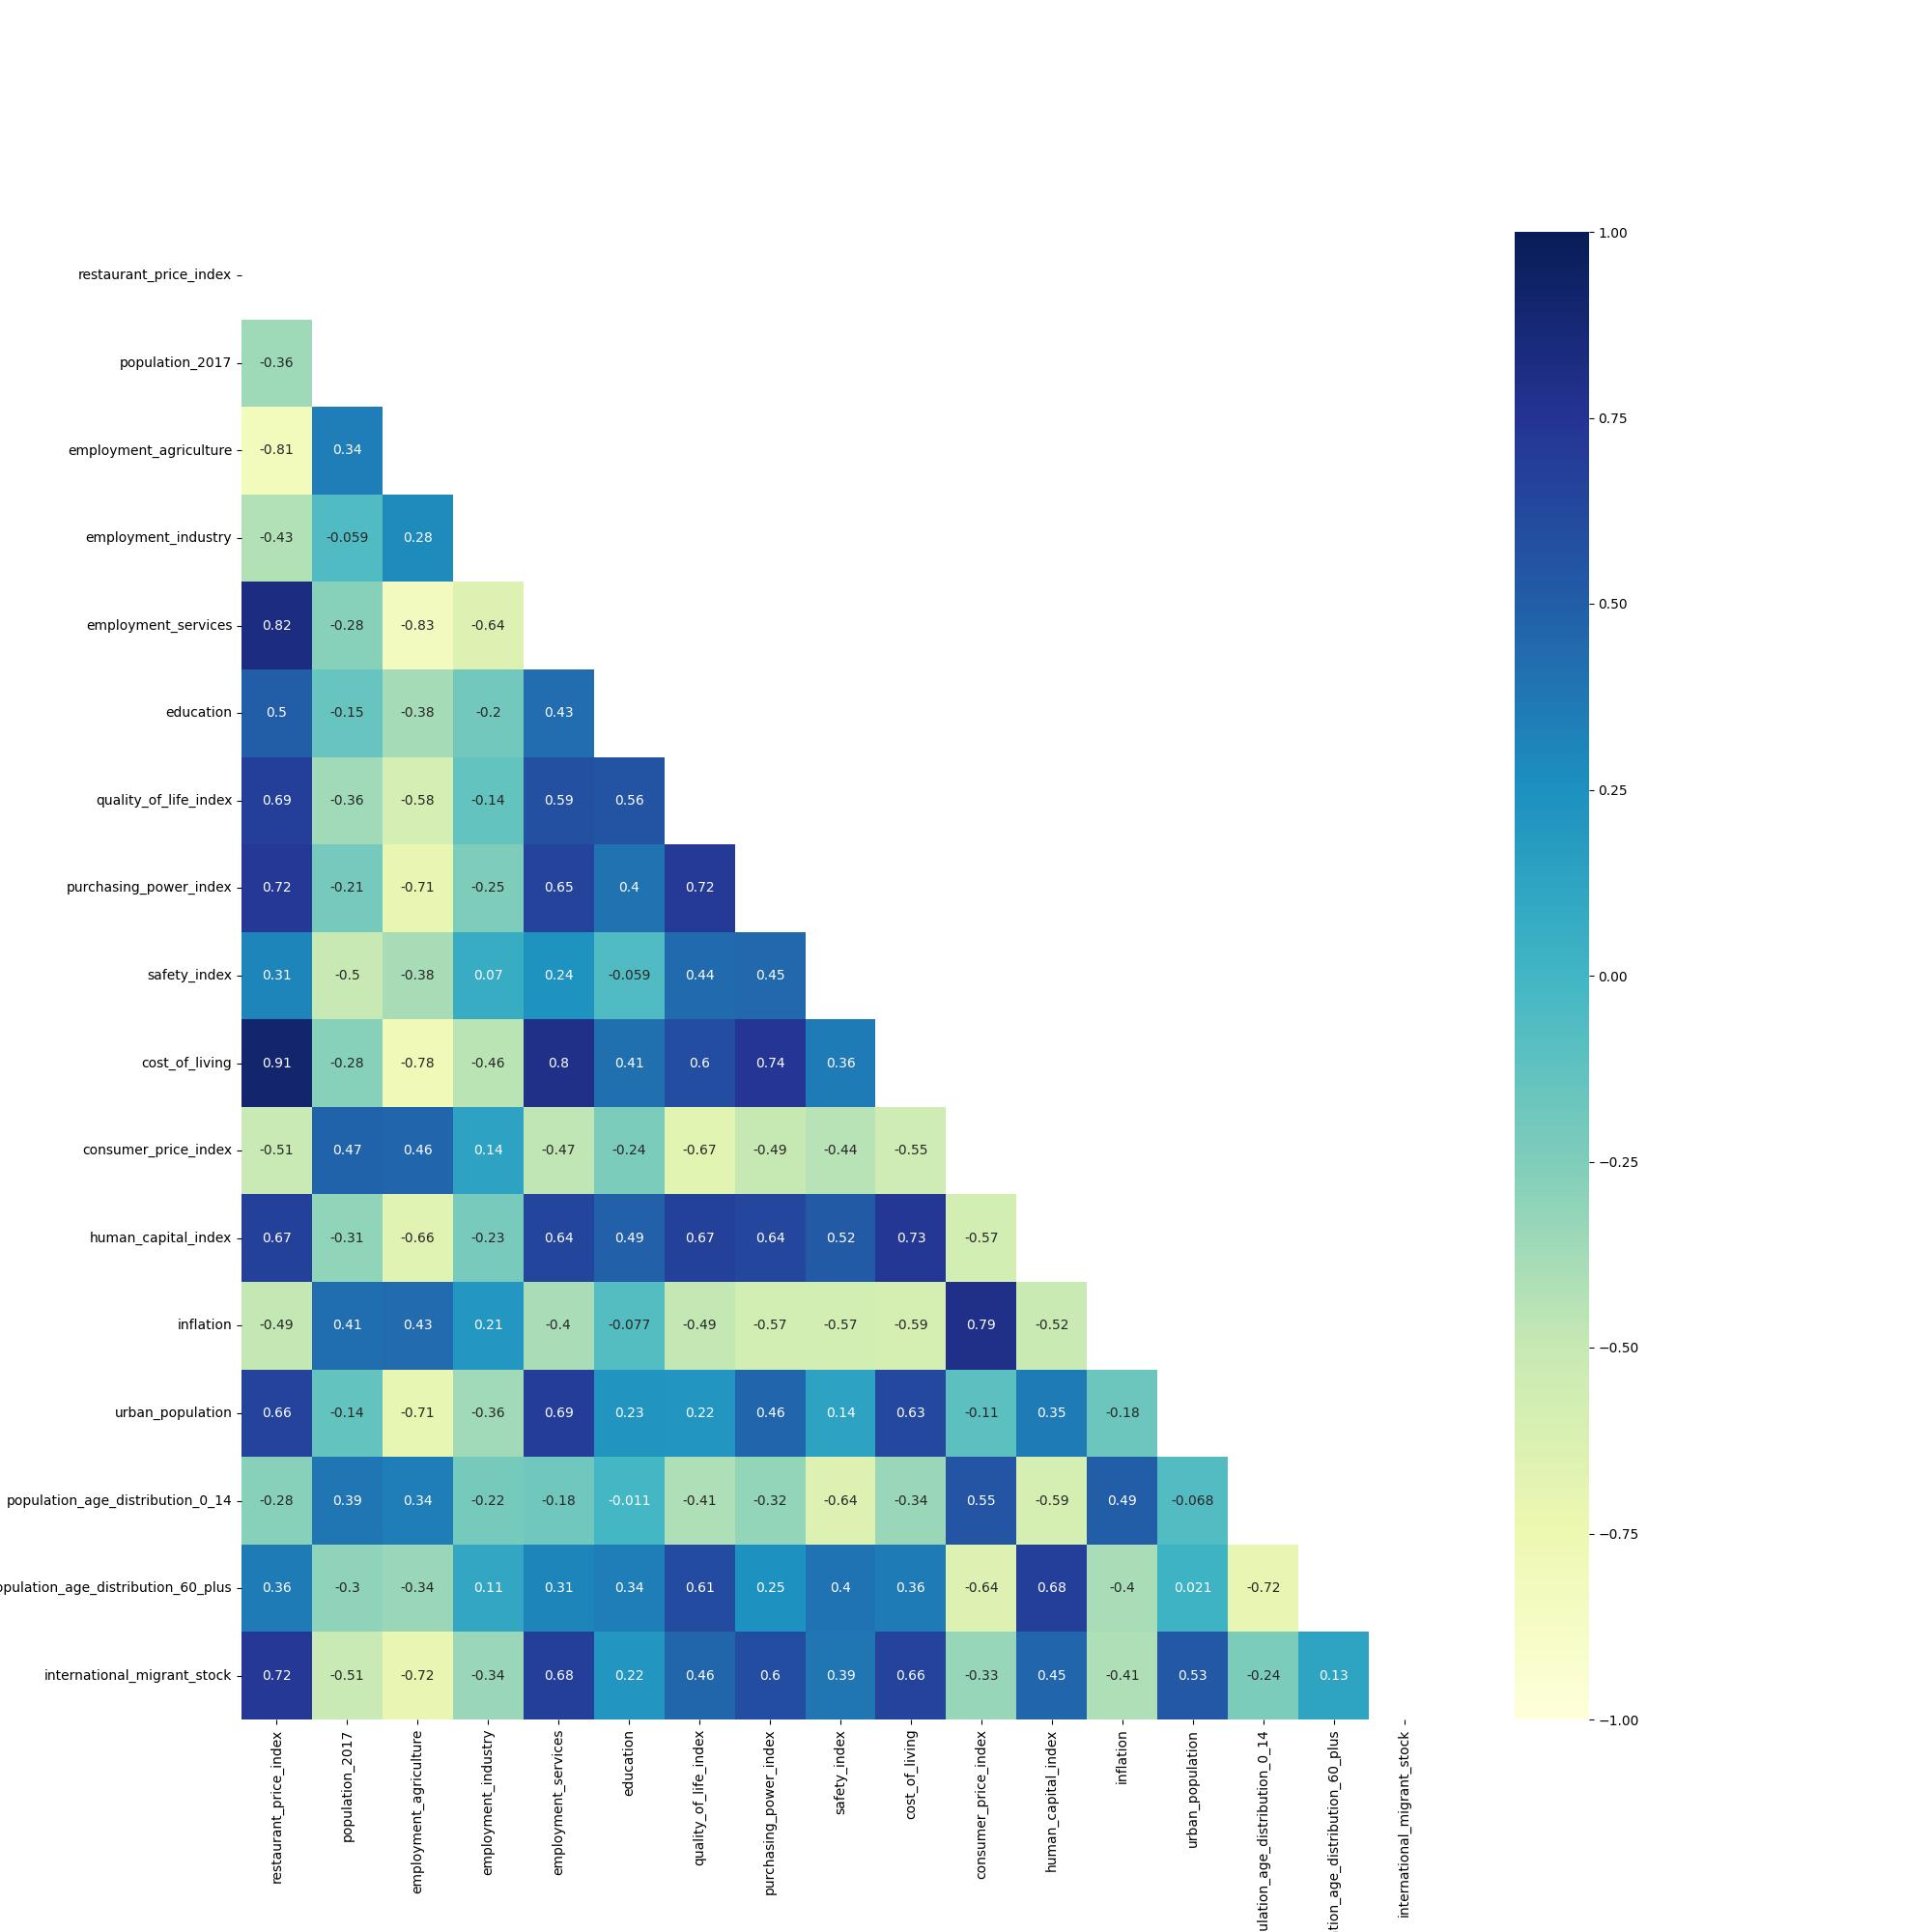 1.00
restaurant_price_index
population_2017 -0.36
0.75
employment_agriculture -0.81 0.34
employment_industry -0.43 -0.059 0.28
0.50
employment_services 0.82 -0.28 -0.83 -0.64
education 0.5 -0.15 -0.38 -0.2 0.43
0.25
quality_of_life_index 0.69 -0.36 -0.58 -0.14 0.59 0.56
purchasing_power_index 0.72 -0.21 -0.71 -0.25 0.65 0.4 0.72
safety_index 0.31 -0.5 -0.38 0.07 0.24 -0.059 0.44 0.45
0.00
cost_of_living 0.91 -0.28 -0.78 -0.46 0.8 0.41 0.6 0.74 0.36
consumer_price_index -0.51 0.47 0.46 0.14 -0.47 -0.24 -0.67 -0.49 -0.44 -0.55
−0.25
human_capital_index 0.67 -0.31 -0.66 -0.23 0.64 0.49 0.67 0.64 0.52 0.73 -0.57
inflation -0.49 0.41 0.43 0.21 -0.4 -0.077 -0.49 -0.57 -0.57 -0.59 0.79 -0.52
−0.50
urban_population 0.66 -0.14 -0.71 -0.36 0.69 0.23 0.22 0.46 0.14 0.63 -0.11 0.35 -0.18
population_age_distribution_0_14 -0.28 0.39 0.34 -0.22 -0.18 -0.011 -0.41 -0.32 -0.64 -0.34 0.55 -0.59 0.49 -0.068
−0.75
opulation_age_distribution_60_plus 0.36 -0.3 -0.34 0.11 0.31 0.34 0.61 0.25 0.4 0.36 -0.64 0.68 -0.4 0.021 -0.72
international_migrant_stock 0.72 -0.51 -0.72 -0.34 0.68 0.22 0.46 0.6 0.39 0.66 -0.33 0.45 -0.41 0.53 -0.24 0.13
−1.00
restaurant_price_index
population_2017
employment_agriculture
employment_industry
employment_services
education
quality_of_life_index
purchasing_power_index
safety_index
cost_of_living
consumer_price_index
human_capital_index
inflation
urban_population
ulation_age_distribution_0_14
tion_age_distribution_60_plus
international_migrant_stock